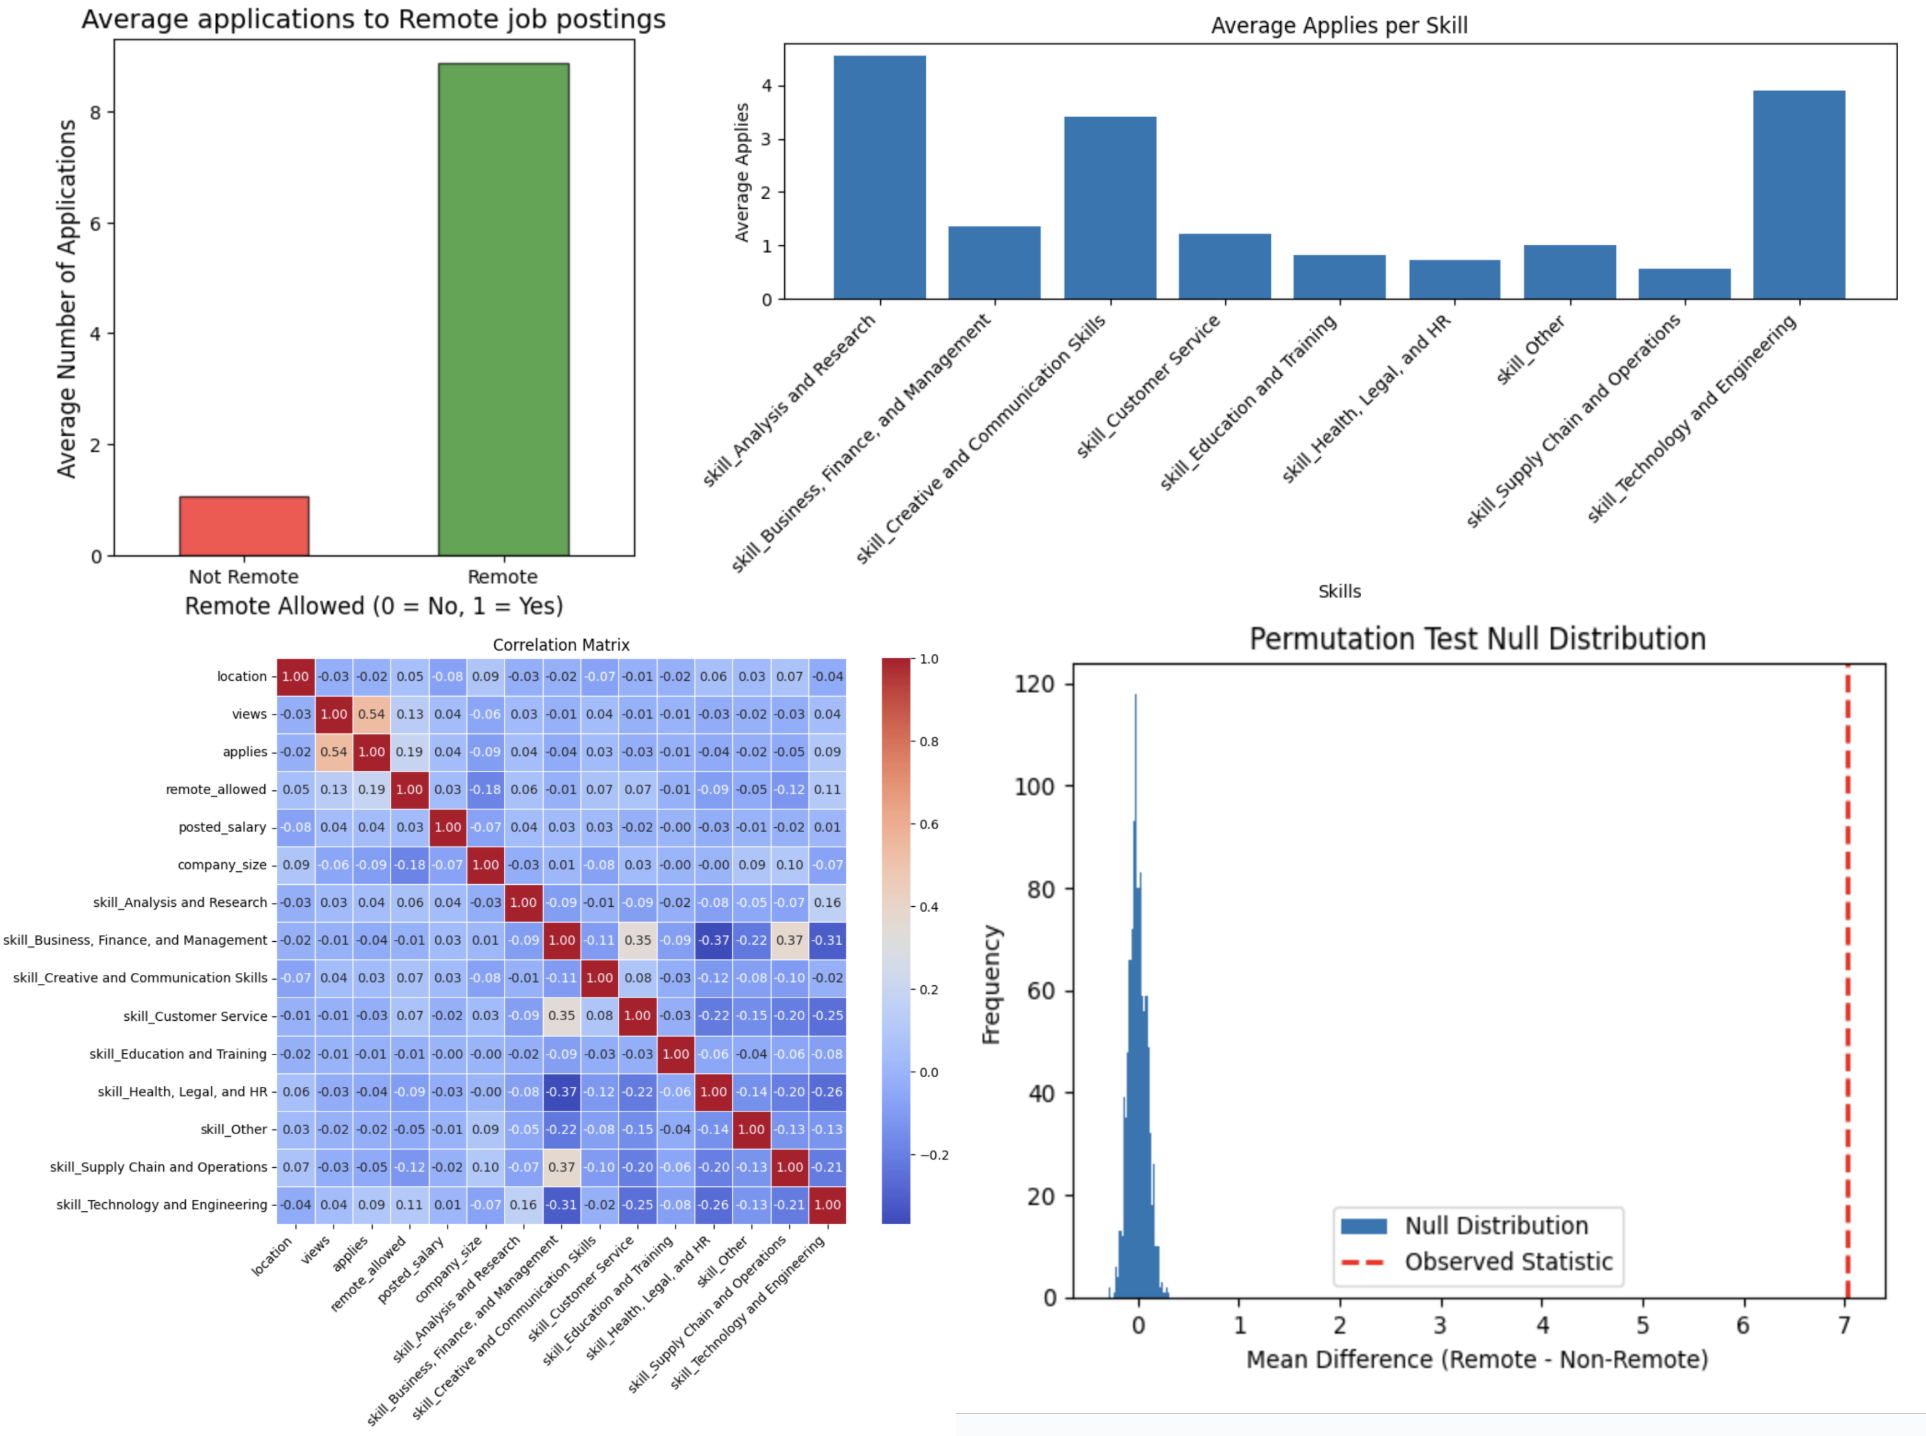 Average applications to Remote job postings
Average Number of Applications
8
6
4
2
0
Not Remote Remote
Remote Allowed (0 = No, 1 = Yes)
Average Applies per Skill
Average Applies
4
3
2
1
0
skill_Analysis and Research
skill_Business, Finance, and Management
skill_Creative and Communication Skills
skill_Customer Service
skill_Education and Training
skill_Health, Legal, and HR
skill_Other
skill_Supply Chain and Operations
skill_Technology and Engineering
Skills
Correlation Matrix
location 1.00 -0.03 -0.02 0.05 -0.08 0.09 -0.03 -0.02 -0.07 -0.01 -0.02 0.06 0.03 0.07 -0.04
views -0.03 1.00 0.54 0.13 0.04 -0.06 0.03 -0.01 0.04 -0.01 -0.01 -0.03 -0.02 -0.03 0.04
applies -0.02 0.54 1.00 0.19 0.04 -0.09 0.04 -0.04 0.03 -0.03 -0.01 -0.04 -0.02 -0.05 0.09
remote_allowed 0.05 0.13 0.19 1.00 0.03 -0.18 0.06 -0.01 0.07 0.07 -0.01 -0.09 -0.05 -0.12 0.11
posted_salary -0.08 0.04 0.04 0.03 1.00 -0.07 0.04 0.03 0.03 -0.02 -0.00 -0.03 -0.01 -0.02 0.01
company_size 0.09 -0.06 -0.09 -0.18 -0.07 1.00 -0.03 0.01 -0.08 0.03 -0.00 -0.00 0.09 0.10 -0.07
skill_Analysis and Research -0.03 0.03 0.04 0.06 0.04 -0.03 1.00 -0.09 -0.01 -0.09 -0.02 -0.08 -0.05 -0.07 0.16
skill_Business, Finance, and Management -0.02 -0.01 -0.04 -0.01 0.03 0.01 -0.09 1.00 -0.11 0.35 -0.09 -0.37 -0.22 0.37 -0.31
skill_Creative and Communication Skills -0.07 0.04 0.03 0.07 0.03 -0.08 -0.01 -0.11 1.00 0.08 -0.03 -0.12 -0.08 -0.10 -0.02
skill_Customer Service -0.01 -0.01 -0.03 0.07 -0.02 0.03 -0.09 0.35 0.08 1.00 -0.03 -0.22 -0.15 -0.20 -0.25
skill_Education and Training -0.02 -0.01 -0.01 -0.01 -0.00 -0.00 -0.02 -0.09 -0.03 -0.03 1.00 -0.06 -0.04 -0.06 -0.08
skill_Health, Legal, and HR 0.06 -0.03 -0.04 -0.09 -0.03 -0.00 -0.08 -0.37 -0.12 -0.22 -0.06 1.00 -0.14 -0.20 -0.26
skill_Other 0.03 -0.02 -0.02 -0.05 -0.01 0.09 -0.05 -0.22 -0.08 -0.15 -0.04 -0.14 1.00 -0.13 -0.13
skill_Supply Chain and Operations 0.07 -0.03 -0.05 -0.12 -0.02 0.10 -0.07 0.37 -0.10 -0.20 -0.06 -0.20 -0.13 1.00 -0.21
skill_Technology and Engineering -0.04 0.04 0.09 0.11 0.01 -0.07 0.16 -0.31 -0.02 -0.25 -0.08 -0.26 -0.13 -0.21 1.00
location
views
applies
remote_allowed
posted_salary
company_size
skill_Analysis and Research
skill_Business, Finance, and Management
skill_Creative and Communication Skills
skill_Customer Service
skill_Education and Training
skill_Health, Legal, and HR
skill_Other
skill_Supply Chain and Operations
skill_Technology and Engineering
1.0
0.8
0.6
0.4
0.2
0.0
−0.2
Permutation Test Null Distribution
Frequency
120
100
80
60
40
20
0
Null Distribution
Observed Statistic
0 1 2 3 4 5 6 7
Mean Difference (Remote - Non-Remote)